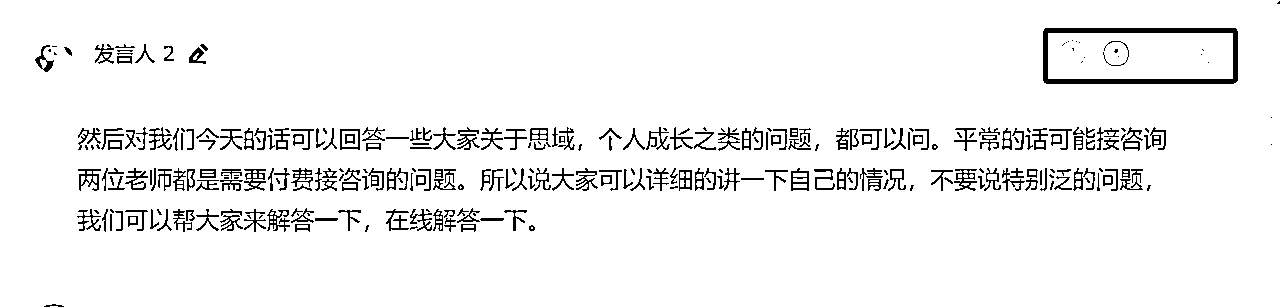 发言人 2
然后对我们今天的话可以回答一些大家关于思域，个人成长之类的问题，都可以问。平常的话可能接咨询
两位老师都是需要付费接咨询的问题。所以说大家可以详细的讲一下自己的情况，不要说特别泛的问题，
我们可以帮大家来解答一下，在线解答一下。